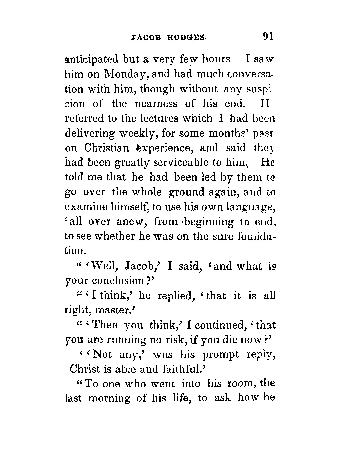 JACOB HODGES. 91
anticipated but a very few hours I saw
him on Monday, and had much conversa-
tion with him, though without any suspi-
cion of the nearness of his end. H
referred to the lectures which I had been
delivering weekly, for some months' past
on Christian experience, and said they
had been greatly serviceable to him, He
told me that he had been led by them to
go over the whole ground again, and to
examine himself, to use his own language,
'all over anew, from beginning to end,
to see whether he was on the sure founda-
tion.
" 'Well, Jacob,' I said, 'and what is
your conclusion?'
" 'I think,' he replied, 'that it is all
right, master.'
" 'Then you think,' I continued, 'that
you are running no risk, if you die now?'
' 'Not any,' was his prompt reply,
Christ is able and faithful.'
"To one who went into his room, the
last morning of his life, to ask how he